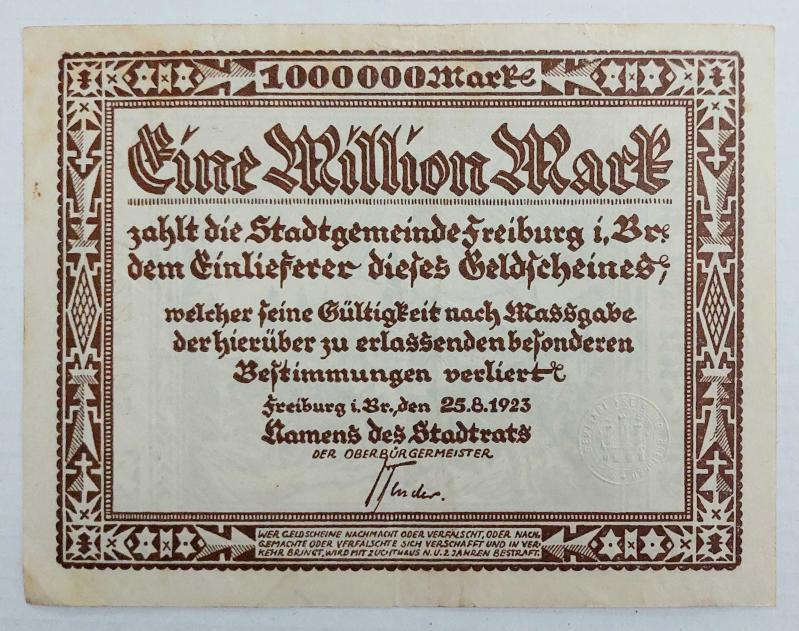 1000000 Mark
Eine Million Mark
zahlt die Stadtgemeinde Freiburg i. Br.
dem Einlieferer dieses Geldscheines,
welcher seine Gültigkeit nach Massgabe
der hierüber zu erlassenden besonderen
Bestimmungen verliert
Freiburg i. Br., den 25.8.1923
Namens des Stadtrats
DER OBERBÜRGERMEISTER
WER GELDSCHEINE NACHMACHT ODER VERFÄLSCHT, ODER NACH-
GEMACHTE ODER VERFÄLSCHTE SICH VERSCHAFFT UND IN VER-
KEHR BRINGT, WIRD MIT ZUCHTHAUS N. U. 2 JAHREN BESTRAFT.